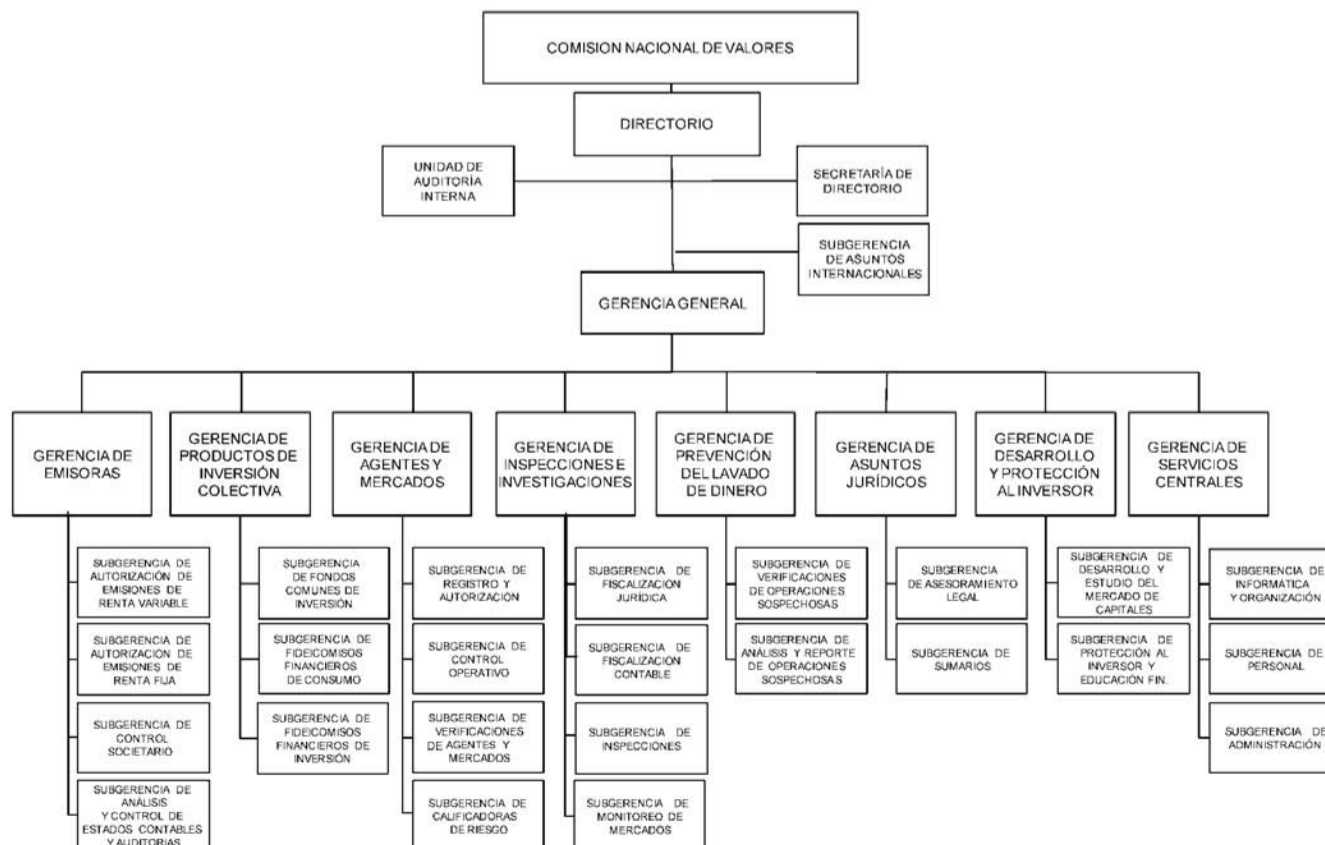 COMISION NACIONAL DE VALORES
DIRECTORIO
UNIDAD DE
AUDITORÍA
INTERNA
SECRETARÍA DE
DIRECTORIO
SUBGERENCIA
DE ASUNTOS
INTERNACIONALES
GERENCIA GENERAL
GERENCIA DE
EMISORAS
GERENCIA DE
PRODUCTOS DE
INVERSIÓN
COLECTIVA
GERENCIA DE
AGENTES Y
MERCADOS
GERENCIA DE
INSPECCIONES E
INVESTIGACIONES
GERENCIA DE
PREVENCIÓN
DEL LAVADO
DE DINERO
GERENCIA DE
ASUNTOS
JURÍDICOS
GERENCIA DE
DESARROLLO
Y PROTECCIÓN
AL INVERSOR
GERENCIA DE
SERVICIOS
CENTRALES
SUBGERENCIA DE
AUTORIZACIÓN DE
EMISIONES DE
RENTA VARIABLE
SUBGERENCIA DE
AUTORIZACIÓN DE
EMISIONES DE
RENTA FIJA
SUBGERENCIA DE
CONTROL
SOCIETARIO
SUBGERENCIA DE
ANÁLISIS
Y CONTROL DE
ESTADOS CONTABLES
Y AUDITORIAS
SUBGERENCIA
DE FONDOS
COMUNES DE
INVERSIÓN
SUBGERENCIA DE
FIDEICOMISOS
FINANCIEROS
DE CONSUMO
SUBGERENCIA DE
FIDEICOMISOS
FINANCIEROS DE
INVERSIÓN
SUBGERENCIA DE
REGISTRO Y
AUTORIZACIÓN
SUBGERENCIA DE
CONTROL
OPERATIVO
SUBGERENCIA DE
VERIFICACIONES
DE AGENTES Y
MERCADOS
SUBGERENCIA DE
CALIFICADORAS
DE RIESGO
SUBGERENCIA DE
FISCALIZACIÓN
JURÍDICA
SUBGERENCIA DE
FISCALIZACIÓN
CONTABLE
SUBGERENCIA DE
INSPECCIONES
SUBGERENCIA DE
MONITOREO DE
MERCADOS
SUBGERENCIA DE
VERIFICACIONES
DE OPERACIONES
SOSPECHOSAS
SUBGERENCIA DE
ANÁLISIS Y REPORTE
DE OPERACIONES
SOSPECHOSAS
SUBGERENCIA
DE ASESORAMIENTO
LEGAL
SUBGERENCIA DE
SUMARIOS
SUBGERENCIA DE
DESARROLLO Y
ESTUDIO DEL
MERCADO DE
CAPITALES
SUBGERENCIA DE
PROTECCIÓN AL
INVERSOR Y
EDUCACIÓN FIN.
SUBGERENCIA DE
INFORMÁTICA
Y ORGANIZACIÓN
SUBGERENCIA DE
PERSONAL
SUBGERENCIA DE
ADMINISTRACIÓN